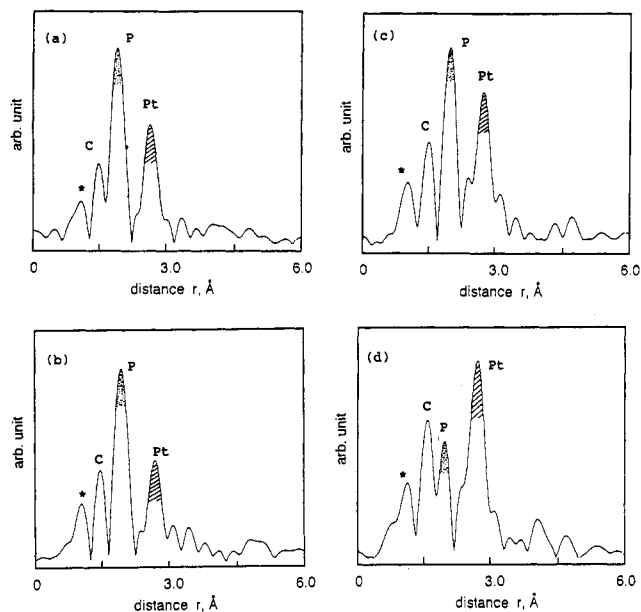 (a)
P
Pt
C
*
arb. unit
0
3.0
6.0
distance r, Å
(c)
P
Pt
C
*
arb. unit
0
3.0
6.0
distance r, Å
(b)
P
Pt
C
*
arb. unit
0
3.0
6.0
distance r, Å
(d)
Pt
C
P
*
arb. unit
0
3.0
6.0
distance r, Å